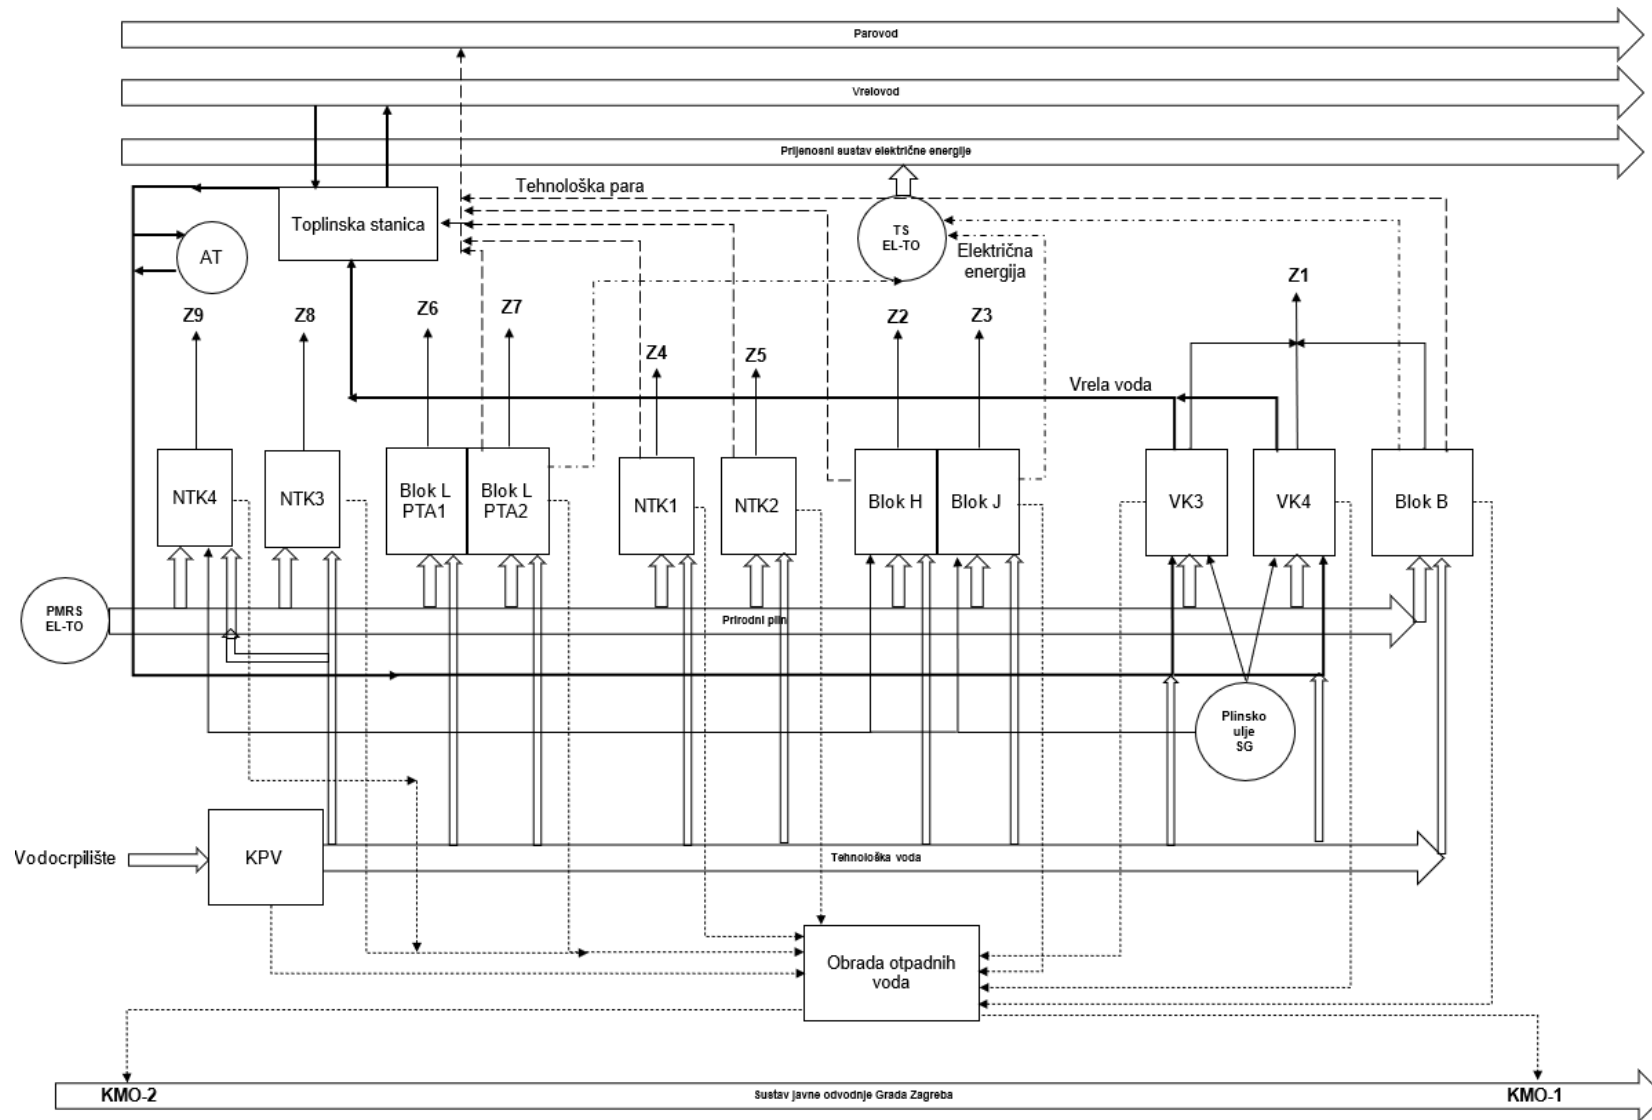 Parovod
Vrelovod
Prijenosni sustav električne energije
Tehnološka para
Toplinska stanica
AT
TS
EL-TO
Električna
energija
Z1
Z9
Z8
Z6
Z7
Z4
Z5
Z2
Z3
Vrela voda
NTK4
NTK3
Blok L
PTA1
Blok L
PTA2
NTK1
NTK2
Blok H
Blok J
VK3
VK4
Blok B
PMRS
EL-TO
Prirodni plin
Plinsko
ulje
SG
Vodocrpilište
KPV
Tehnološka voda
Obrada otpadnih
voda
KMO-2
Sustav javne odvodnje Grada Zagreba
KMO-1